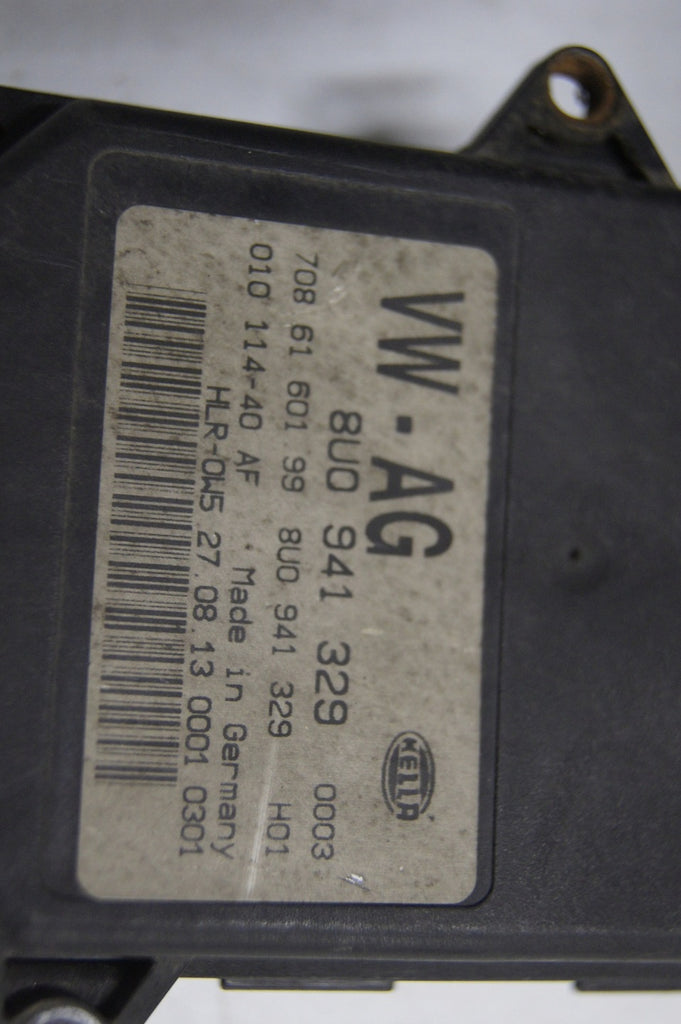 VW·AG
HELLA
8U0 941 329 0003
708 61 601 99 8U0 941 329 H01
010 114-40 AF · Made in Germany
HLR-0W5 27.08.13 0001 0301